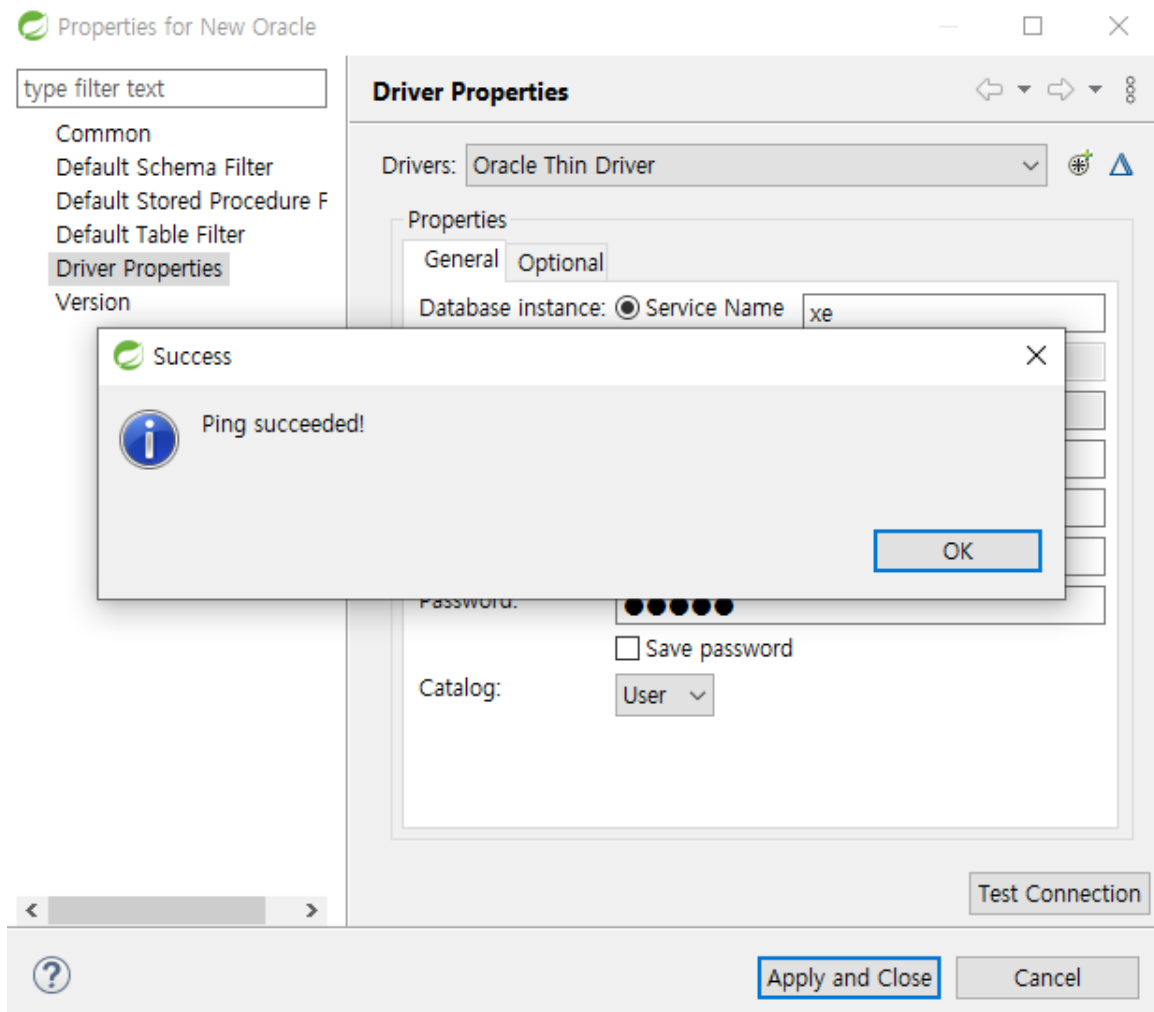 Properties for New Oracle
type filter text
Common
Default Schema Filter
Default Stored Procedure F
Default Table Filter
Driver Properties
Version
Driver Properties
Drivers: Oracle Thin Driver
Properties
General Optional
Database instance: Service Name xe
Success
Ping succeeded!
OK
Password:
Save password
Catalog: User
Test Connection
Apply and Close Cancel